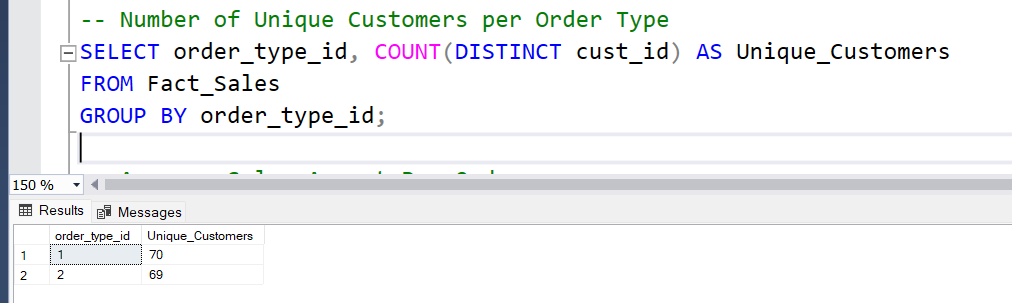 -- Number of Unique Customers per Order Type
SELECT order_type_id, COUNT(DISTINCT cust_id) AS Unique_Customers
FROM Fact_Sales
GROUP BY order_type_id;
150 %
Results Messages
order_type_id Unique_Customers
1 1 70
2 2 69